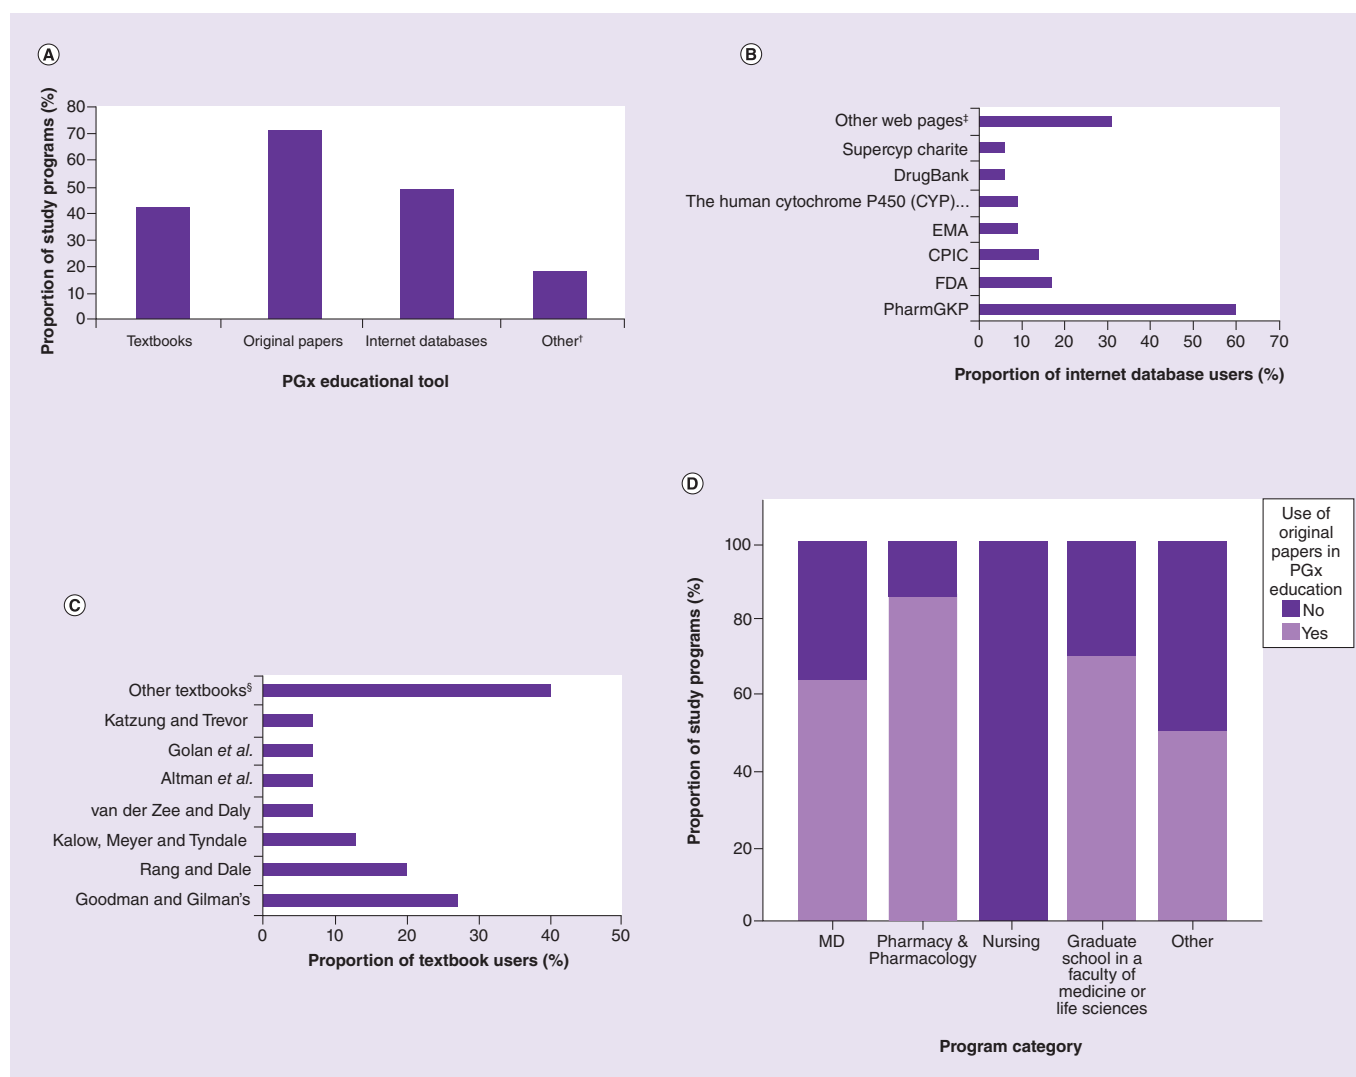 A
Proportion of study programs (%)
80
70
60
50
40
30
20
10
0
Textbooks
Original papers
Internet databases
Other†
PGx educational tool
B
Other web pages‡
Supercyp charite
DrugBank
The human cytochrome P450 (CYP)...
EMA
CPIC
FDA
PharmGKP
0 10 20 30 40 50 60 70
Proportion of internet database users (%)
C
Other textbooks§
Katzung and Trevor
Golan et al.
Altman et al.
van der Zee and Daly
Kalow, Meyer and Tyndale
Rang and Dale
Goodman and Gilman’s
0 10 20 30 40 50
Proportion of textbook users (%)
D
Proportion of study programs (%)
100
80
60
40
20
0
MD
Pharmacy &
Pharmacology
Nursing
Graduate
school in a
faculty of
medicine or
life sciences
Other
Program category
Use of
original
papers in
PGx
education
No
Yes